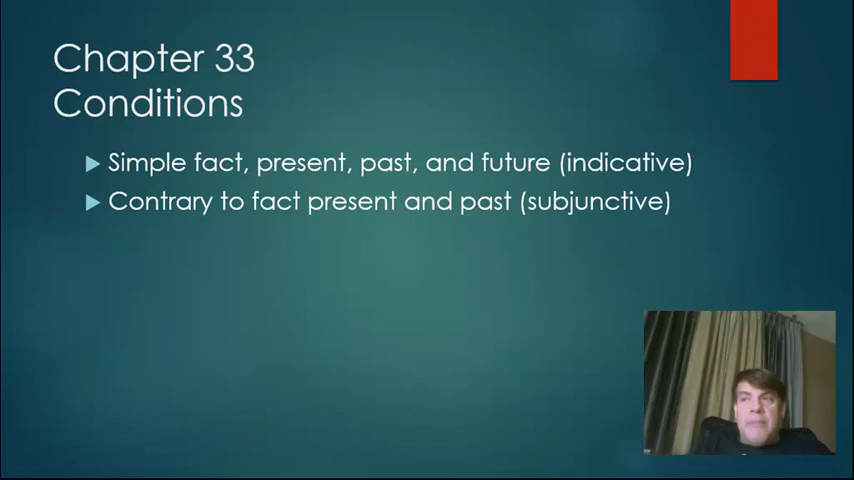 Chapter 33
Conditions
Simple fact, present, past, and future (indicative)
Contrary to fact present and past (subjunctive)